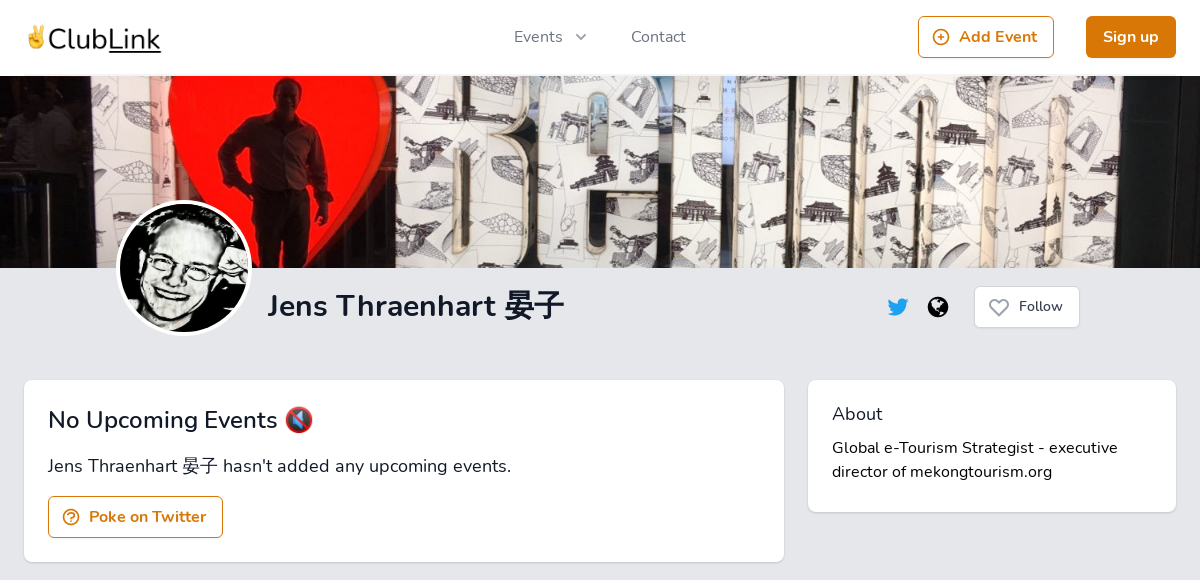 ClubLink
Events
Contact
Add Event
Sign up
Jens Thraenhart 晏子
Follow
No Upcoming Events
Jens Thraenhart 晏子 hasn't added any upcoming events.
Poke on Twitter
About
Global e-Tourism Strategist - executive
director of mekongtourism.org